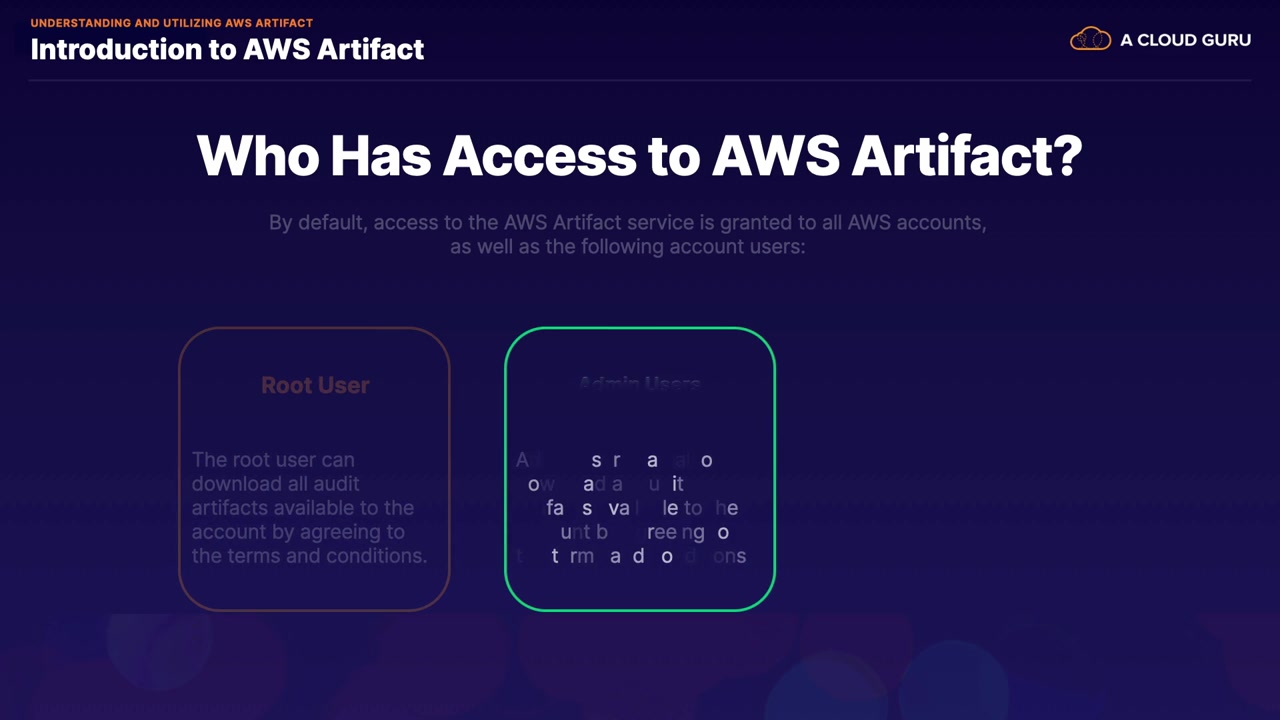 UNDERSTANDING AND UTILIZING AWS ARTIFACT
Introduction to AWS Artifact
A CLOUD GURU
Who Has Access to AWS Artifact?
By default, access to the AWS Artifact service is granted to all AWS accounts,
as well as the following account users:
Root User
The root user can
download all audit
artifacts available to the
account by agreeing to
the terms and conditions.
Admin Users